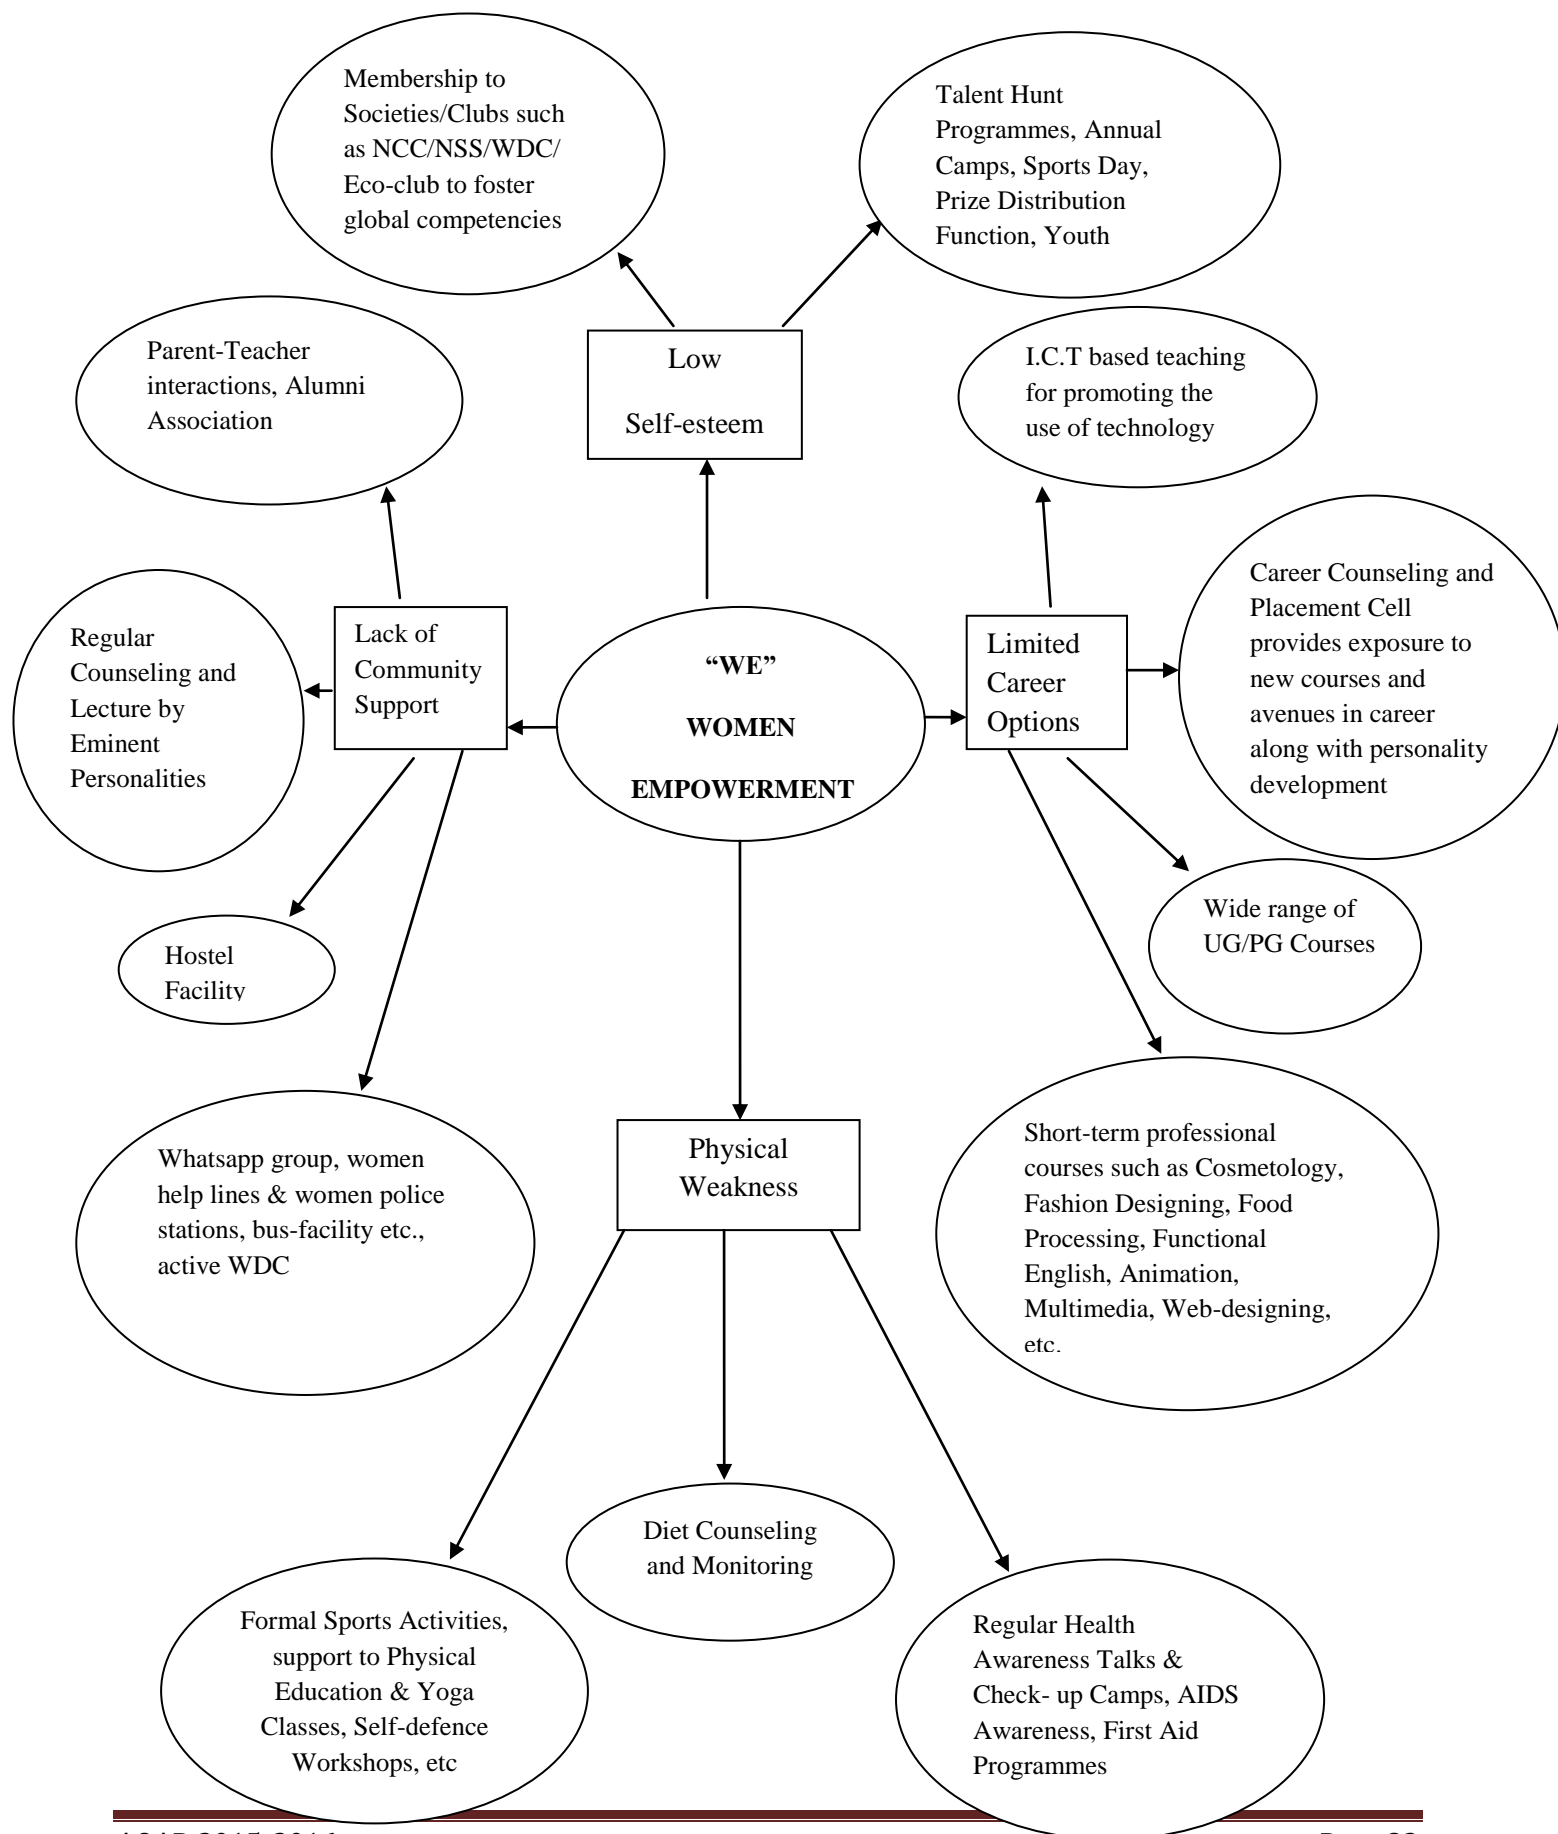 Membership to
Societies/Clubs such
as NCC/NSS/WDC/
Eco-club to foster
global competencies
Talent Hunt
Programmes, Annual
Camps, Sports Day,
Prize Distribution
Function, Youth
Parent-Teacher
interactions, Alumni
Association
Low
Self-esteem
I.C.T based teaching
for promoting the
use of technology
Regular
Counseling and
Lecture by
Eminent
Personalities
Lack of
Community
Support
“WE”
WOMEN
EMPOWERMENT
Limited
Career
Options
Career Counseling and
Placement Cell
provides exposure to
new courses and
avenues in career
along with personality
development
Hostel
Facility
Wide range of
UG/PG Courses
Whatsapp group, women
help lines & women police
stations, bus-facility etc.,
active WDC
Physical
Weakness
Short-term professional
courses such as Cosmetology,
Fashion Designing, Food
Processing, Functional
English, Animation,
Multimedia, Web-designing,
etc.
Diet Counseling
and Monitoring
Formal Sports Activities,
support to Physical
Education & Yoga
Classes, Self-defence
Workshops, etc
Regular Health
Awareness Talks &
Check- up Camps, AIDS
Awareness, First Aid
Programmes